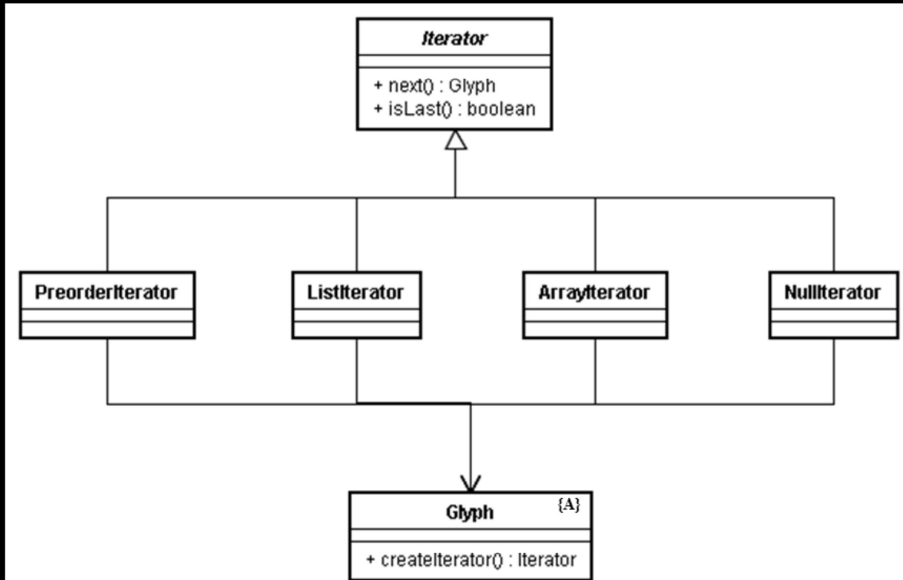 Iterator
+ next() : Glyph
+ isLast() : boolean
PreorderIterator ListIterator ArrayIterator NullIterator
Glyph {A}
+ createIterator() : Iterator